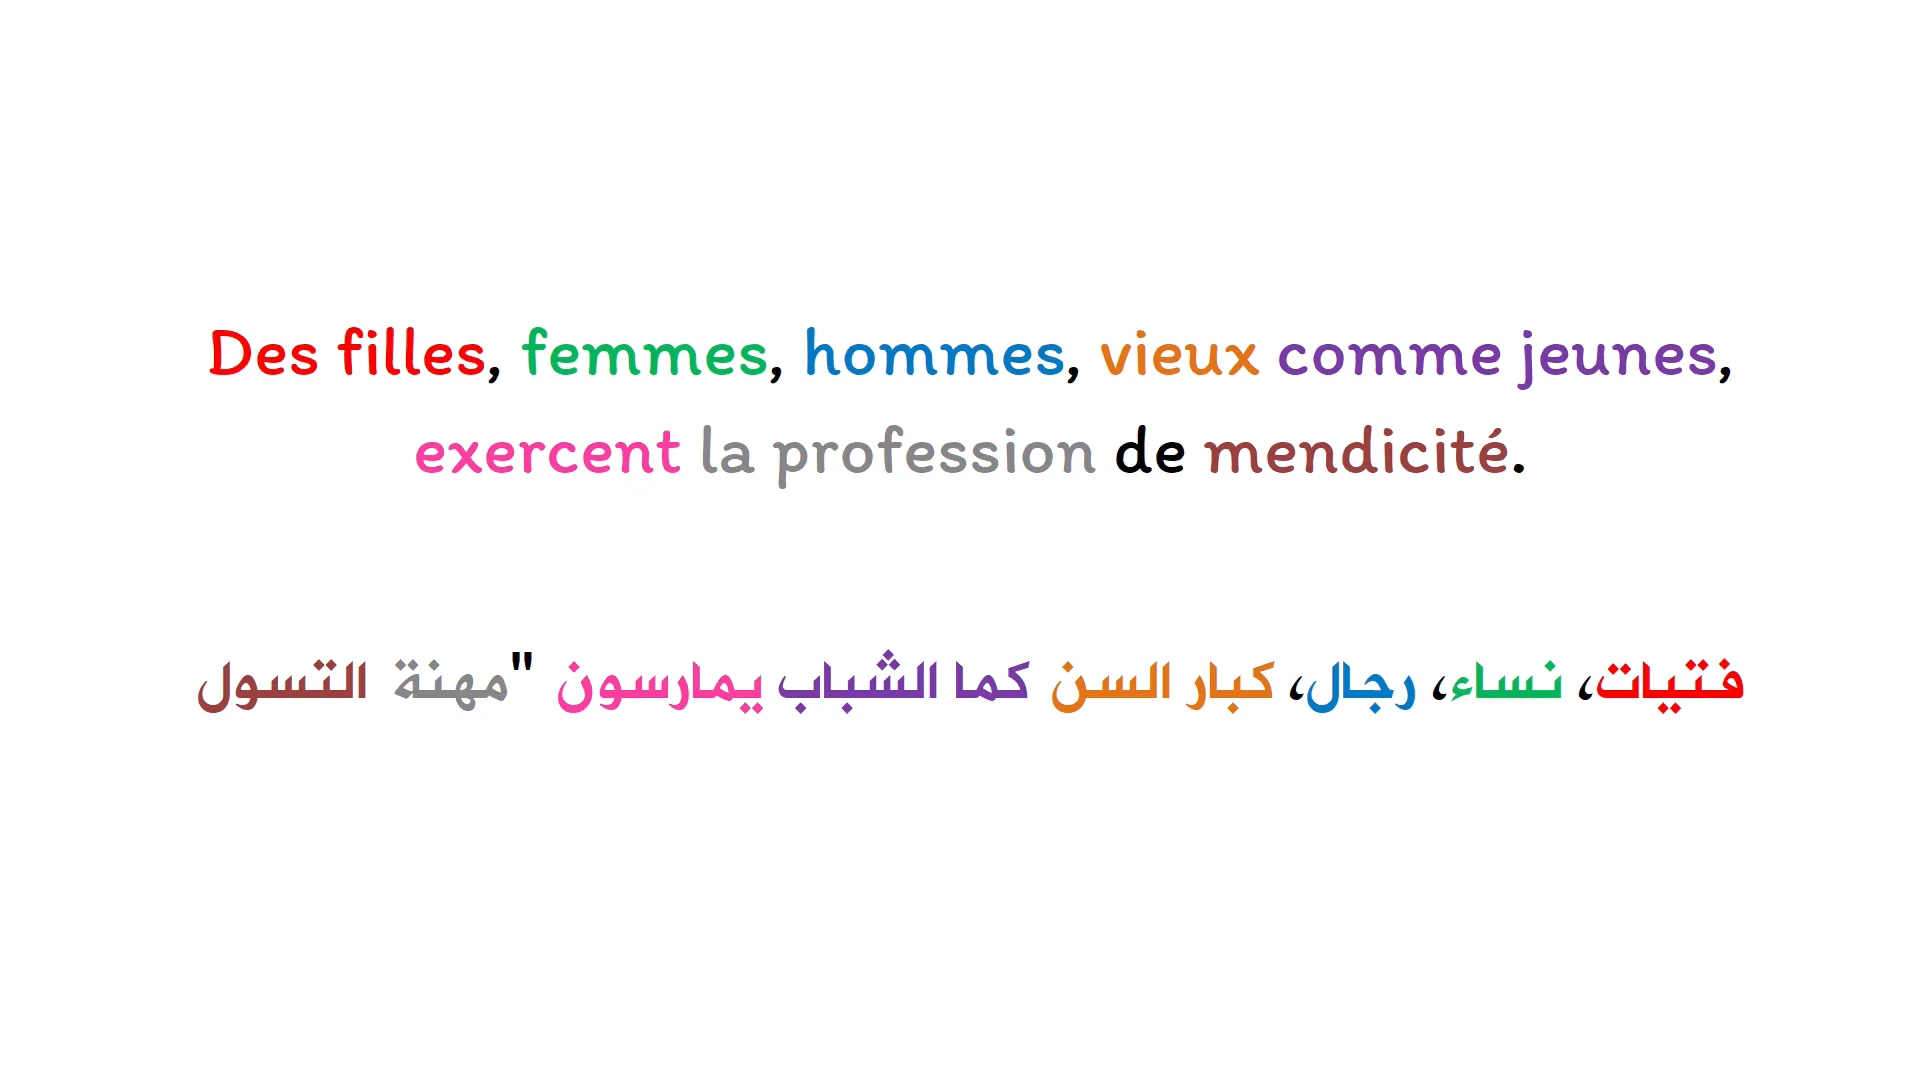 Des filles, femmes, hommes, vieux comme jeunes,
exercent la profession de mendicité.
فتيات، نساء، رجال، كبار السن كما الشباب يمارسون "مهنة التسول